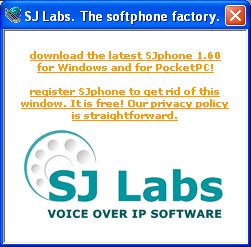 SJ Labs. The softphone factory.
download the latest SJphone 1.60
for Windows and for PocketPC!
register SJphone to get rid of this
window. It is free! Our privacy policy
is straightforward.
SJ Labs
VOICE OVER IP SOFTWARE